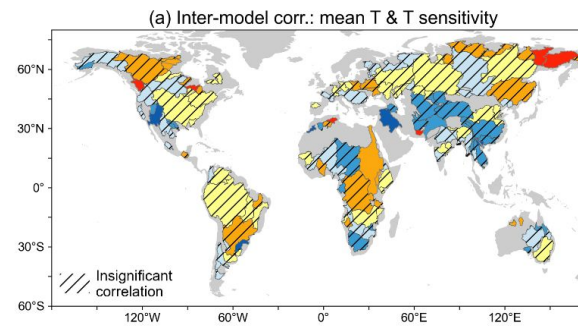 (a) Inter-model corr.: mean T & T sensitivity
60°N
30°N
0°
30°S
60°S
Insignificant
correlation
120°W 60°W 0° 60°E 120°E